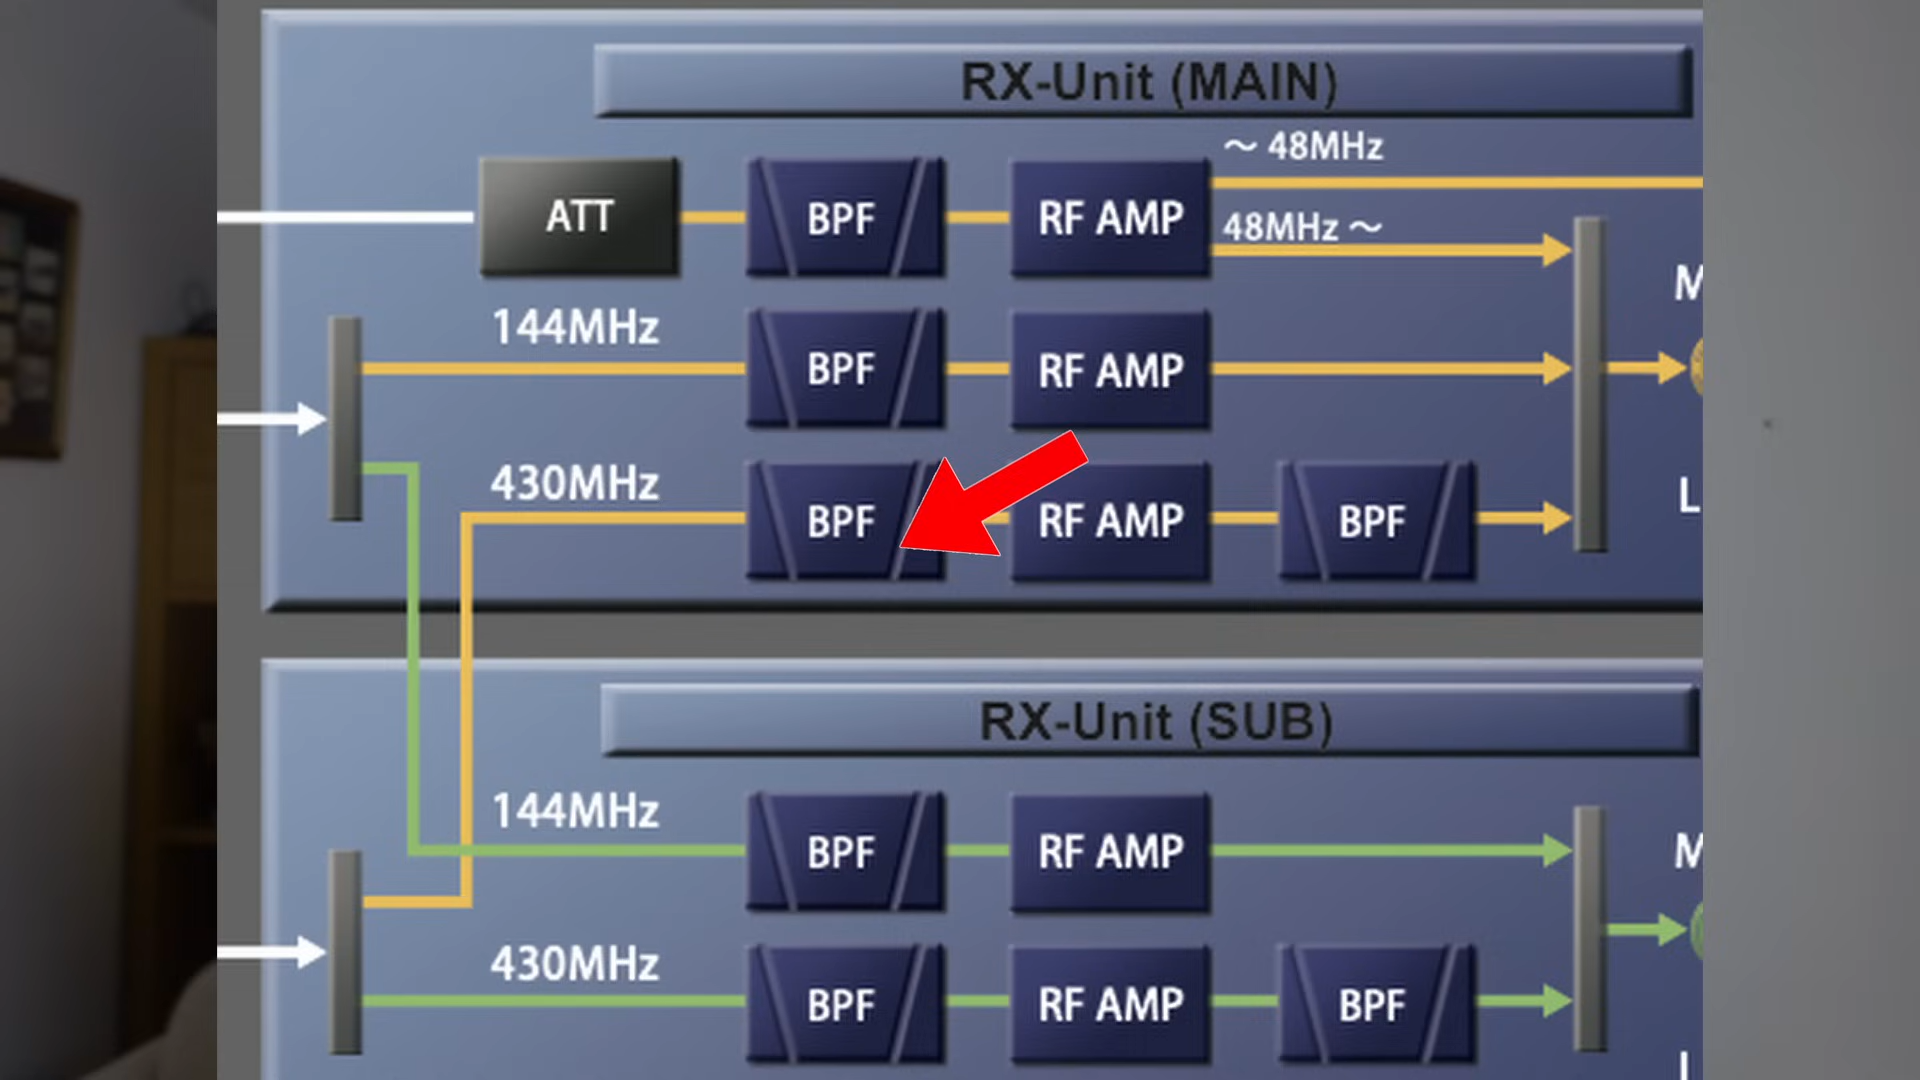 RX-Unit (MAIN)
～ 48MHz
ATT
BPF
RF AMP
48MHz ～
M
144MHz
BPF
RF AMP
430MHz
BPF
RF AMP
BPF
L
RX-Unit (SUB)
144MHz
BPF
RF AMP
M
430MHz
BPF
RF AMP
BPF
L